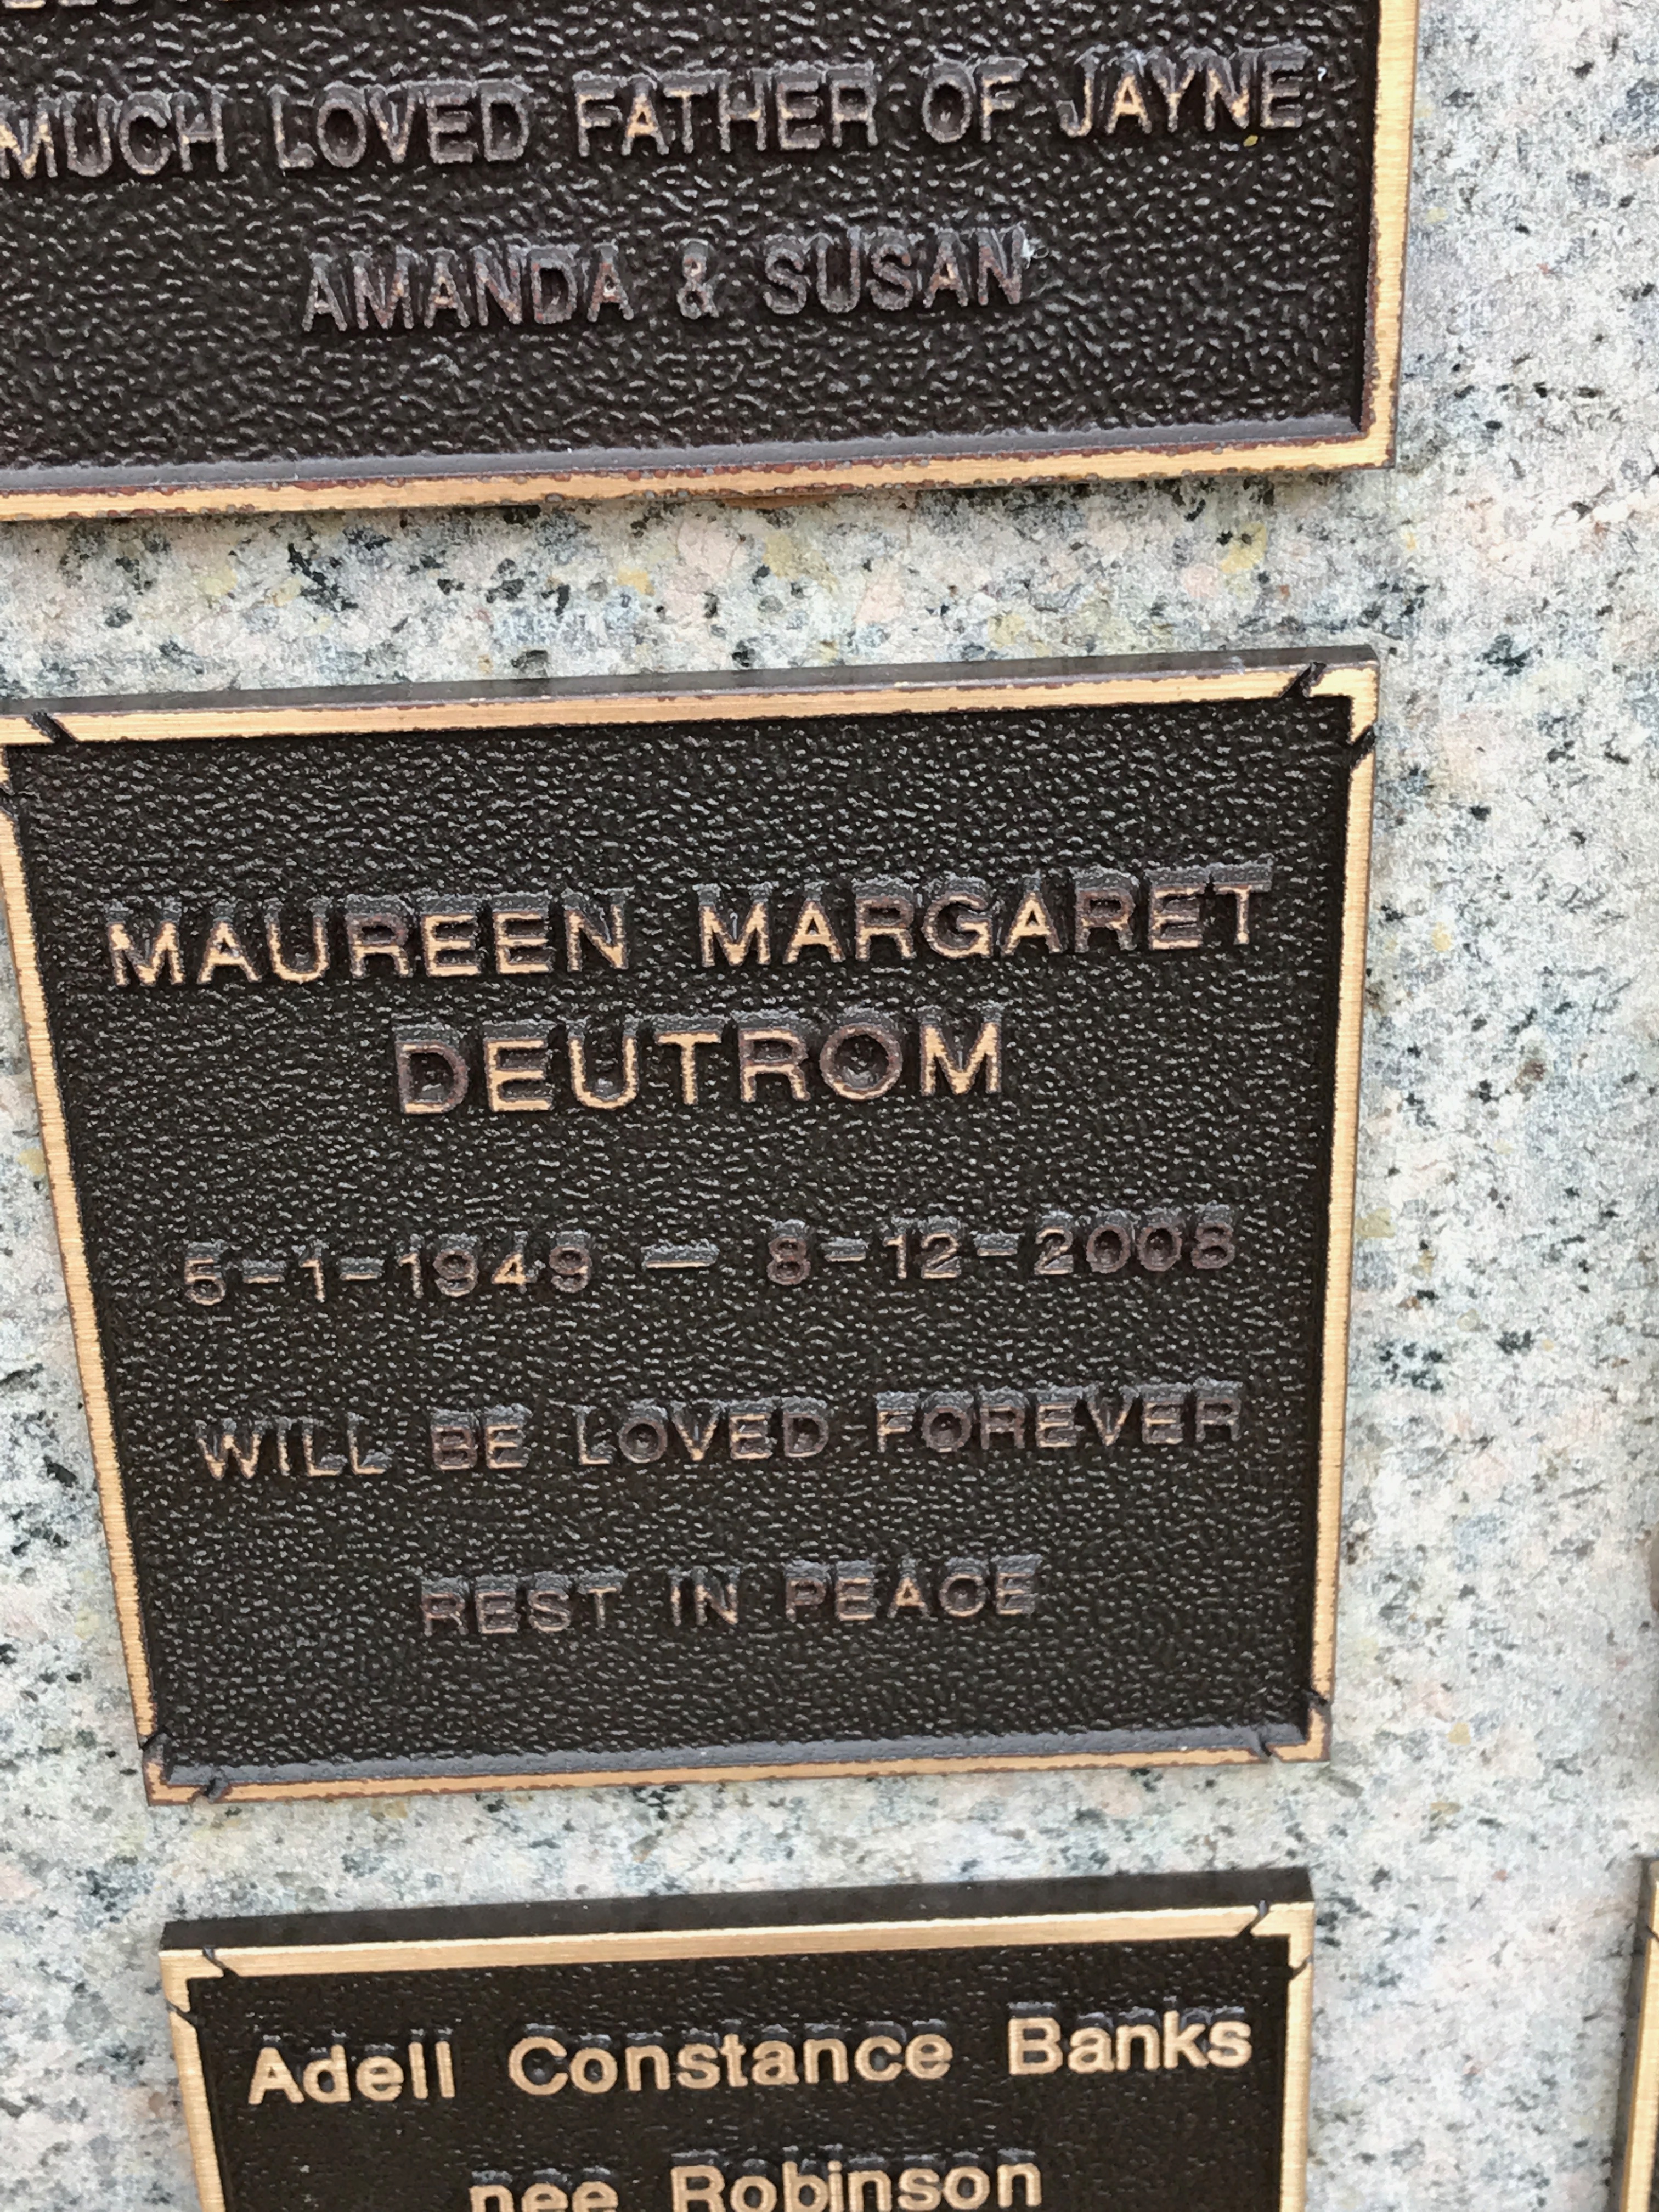 MUCH LOVED FATHER OF JAYNE
AMANDA & SUSAN
MAUREEN MARGARET
DEUTROM
5-1-1949 — 8-12-2008
WILL BE LOVED FOREVER
REST IN PEACE
Adell Constance Banks
nee Robinson